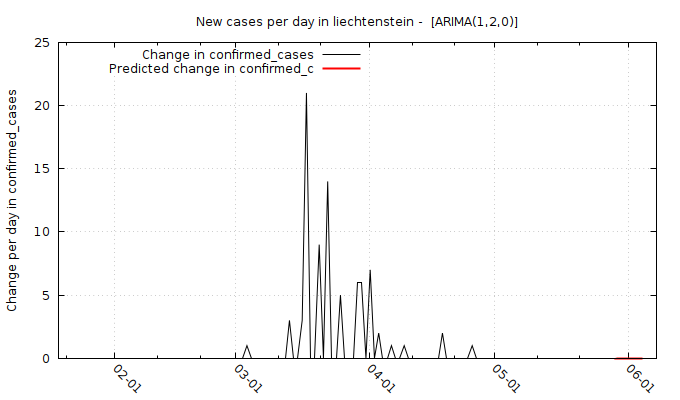 New cases per day in liechtenstein - [ARIMA(1,2,0)]
Change in confirmed_cases
Predicted change in confirmed_c
Change per day in confirmed_cases
25
20
15
10
5
0
02-01
03-01
04-01
05-01
06-01